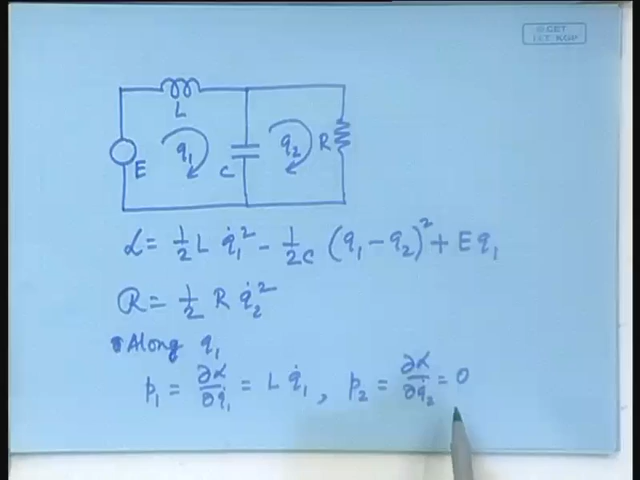 © CET
I.I.T. KGP
L
E
q₁
C
q₂
R
ℒ = 1/2 L q̇₁² - 1/2C (q₁ - q₂)² + E q₁
ℛ = 1/2 R q̇₂²
Along q₁
p₁ = ∂ℒ/∂q̇₁ = L q̇₁ , p₂ = ∂ℒ/∂q̇₂ = 0